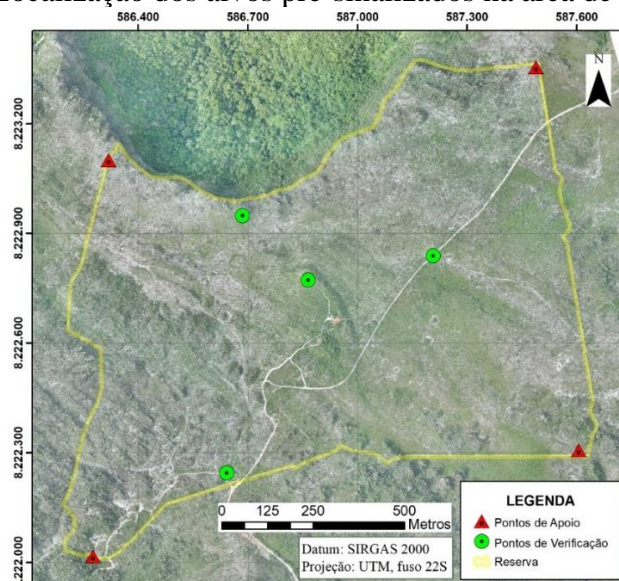 localização dos alvos pré-sinalizados na área de
586.400 586.700 587.000 587.300 587.600
N
8.223.200
8.222.900
8.222.600
8.222.300
8.222.000
0 125 250 500
Metros
Datum: SIRGAS 2000
Projeção: UTM, fuso 22S
LEGENDA
Pontos de Apoio
Pontos de Verificação
Reserva